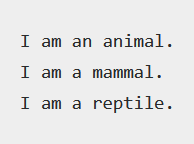 I am an animal.
I am a mammal.
I am a reptile.